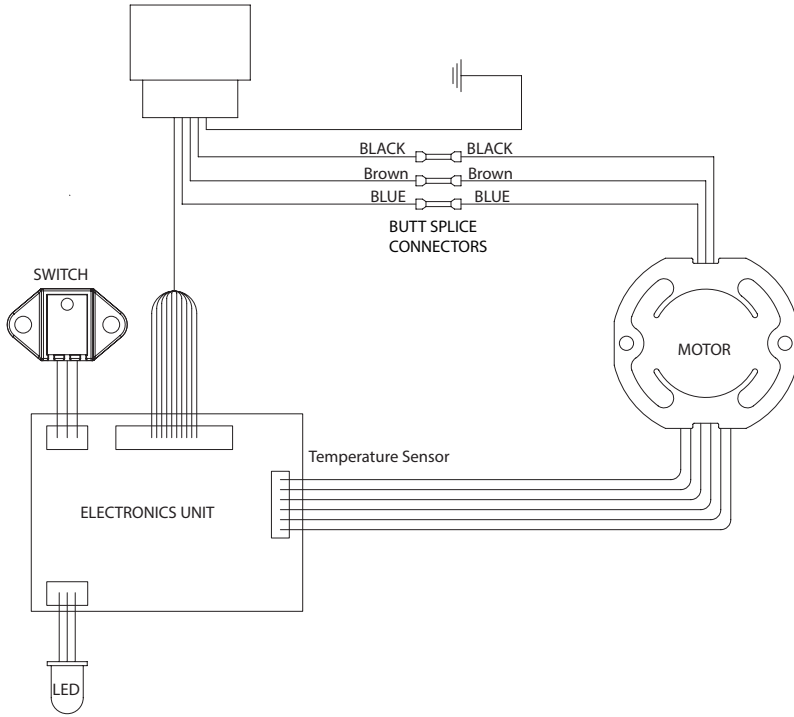 BLACK BLACK
Brown Brown
BLUE BLUE
BUTT SPLICE
CONNECTORS
SWITCH
MOTOR
Temperature Sensor
ELECTRONICS UNIT
LED